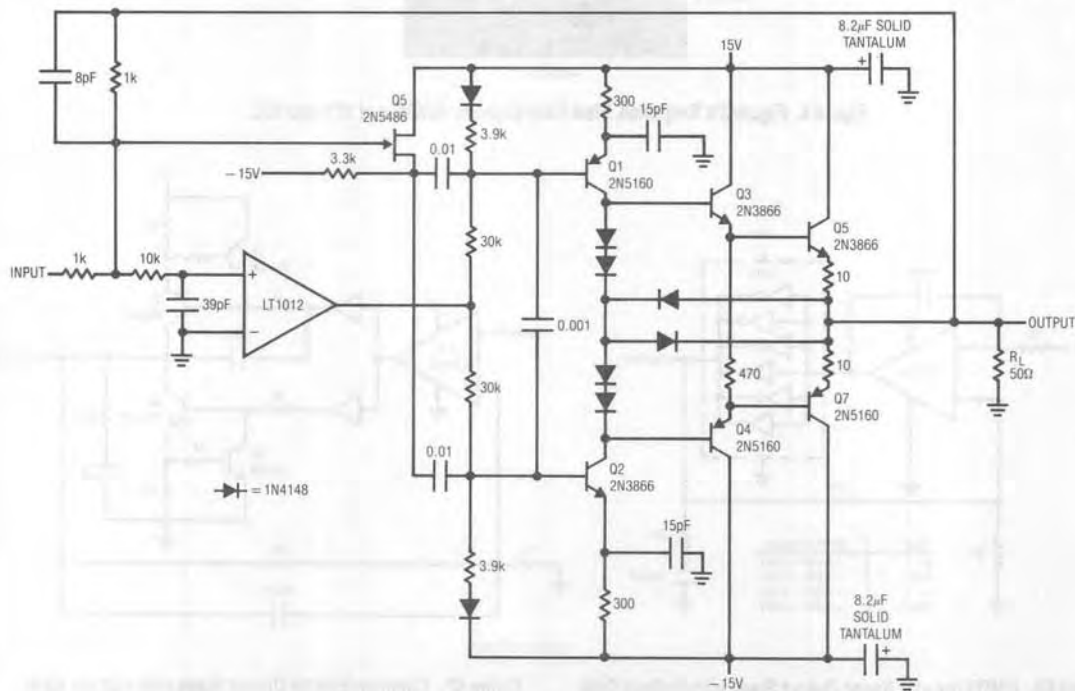 8.2µF SOLID
TANTALUM
15V
8pF
1k
Q5
2N5486
300
15pF
3.9k
3.3k
0.01
−15V
Q1
2N5160
Q3
2N3866
Q5
2N3866
30k
10
INPUT
1k
10k
+
39pF
LT1012
−
0.001
OUTPUT
470
10
RL
50Ω
30k
Q7
2N5160
Q4
2N5160
0.01
Q2
2N3866
= 1N4148
15pF
3.9k
300
8.2µF
SOLID
TANTALUM
−15V